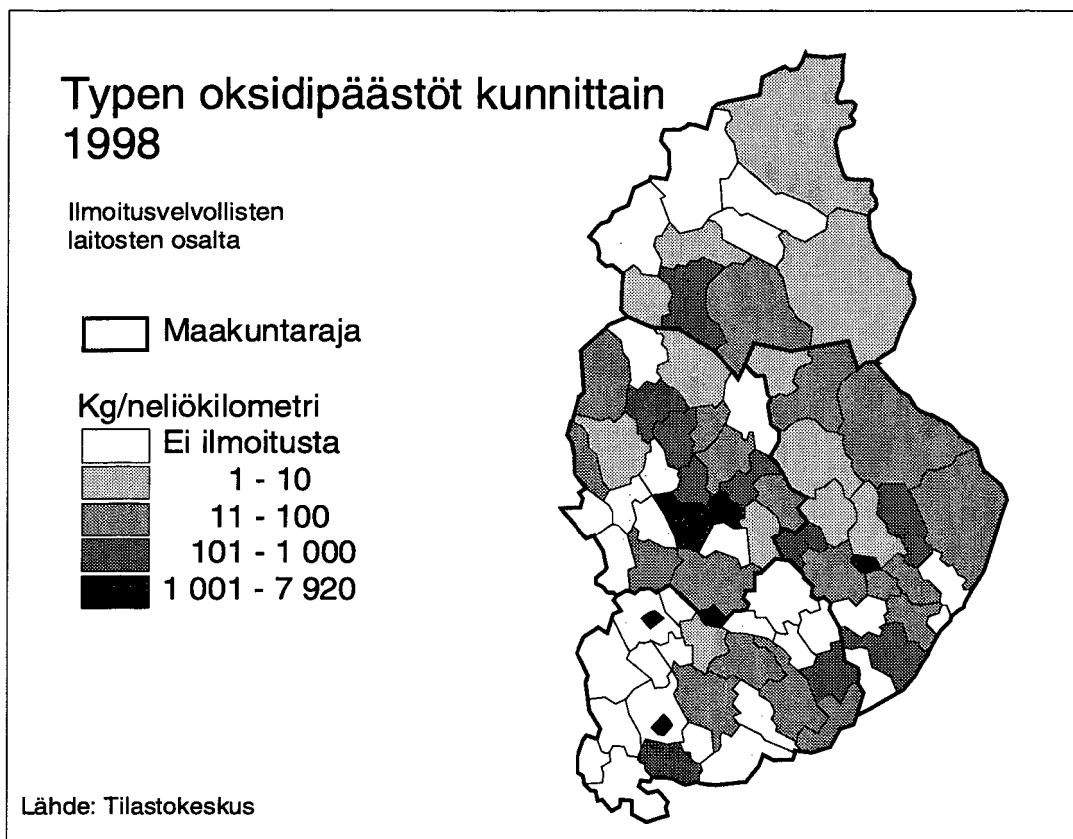 Typen oksidipäästöt kunnittain
1998
Ilmoitusvelvollisten
laitosten osalta
Maakuntaraja
Kg/neliökilometri
Ei ilmoitusta
1 - 10
11 - 100
101 - 1 000
1 001 - 7 920
Lähde: Tilastokeskus